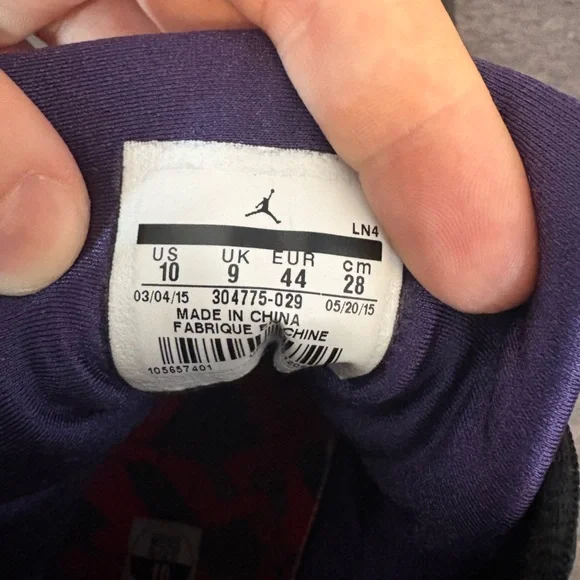 LN4
US UK EUR cm
10 9 44 28
03/04/15 304775-029 05/20/15
MADE IN CHINA
FABRIQUE CHINE
105657401